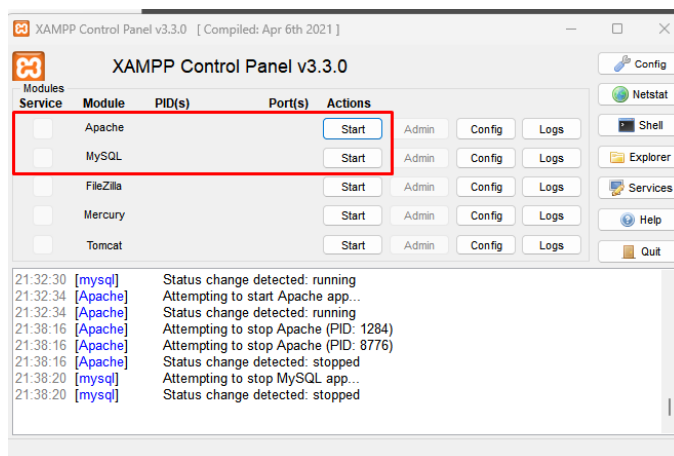 XAMPP Control Panel v3.3.0 [ Compiled: Apr 6th 2021 ]
XAMPP Control Panel v3.3.0
Config
Modules
Service Module PID(s) Port(s) Actions
Netstat
Apache Start Admin Config Logs
Shell
MySQL Start Admin Config Logs
Explorer
FileZilla Start Admin Config Logs
Services
Mercury Start Admin Config Logs
Help
Tomcat Start Admin Config Logs
Quit
21:32:30 [mysql] Status change detected: running
21:32:34 [Apache] Attempting to start Apache app...
21:32:34 [Apache] Status change detected: running
21:38:16 [Apache] Attempting to stop Apache (PID: 1284)
21:38:16 [Apache] Attempting to stop Apache (PID: 8776)
21:38:16 [Apache] Status change detected: stopped
21:38:20 [mysql] Attempting to stop MySQL app...
21:38:20 [mysql] Status change detected: stopped